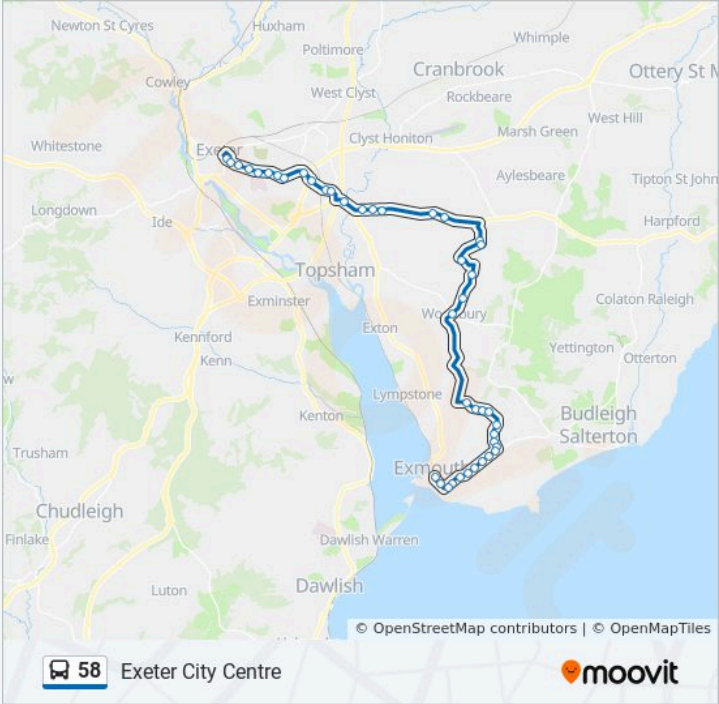 Newton St Cyres
Huxham
Whimple
Poltimore
Cranbrook
Ottery St M
Cowley
West Clyst
Rockbeare
West Hill
Clyst Honiton
Marsh Green
Whitestone
Exeter
Aylesbeare
Tipton St John
Longdown
Ide
Harpford
Topsham
Exminster
Colaton Raleigh
Exton
Woodbury
Kennford
Yettington
Kenn
Otterton
w
Lympstone
Kenton
Budleigh
Salterton
Trusham
Exmouth
Chudleigh
Finlake
Dawlish Warren
Luton
Dawlish
© OpenStreetMap contributors | © OpenMapTiles
58 Exeter City Centre
moovit